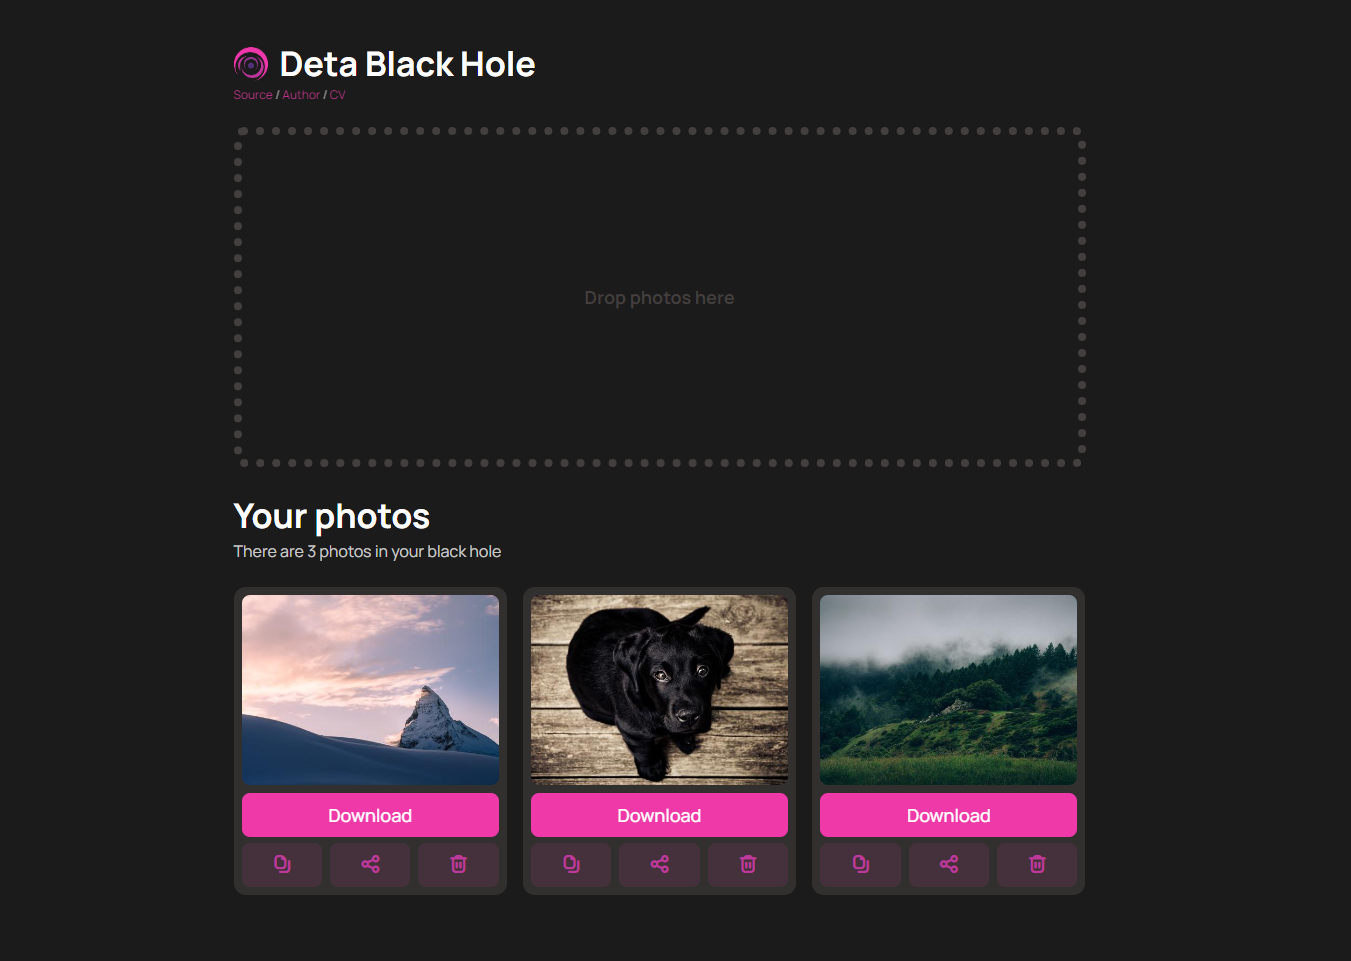 Deta Black Hole
Source / Author / CV
Drop photos here
Your photos
There are 3 photos in your black hole
Download
Download
Download